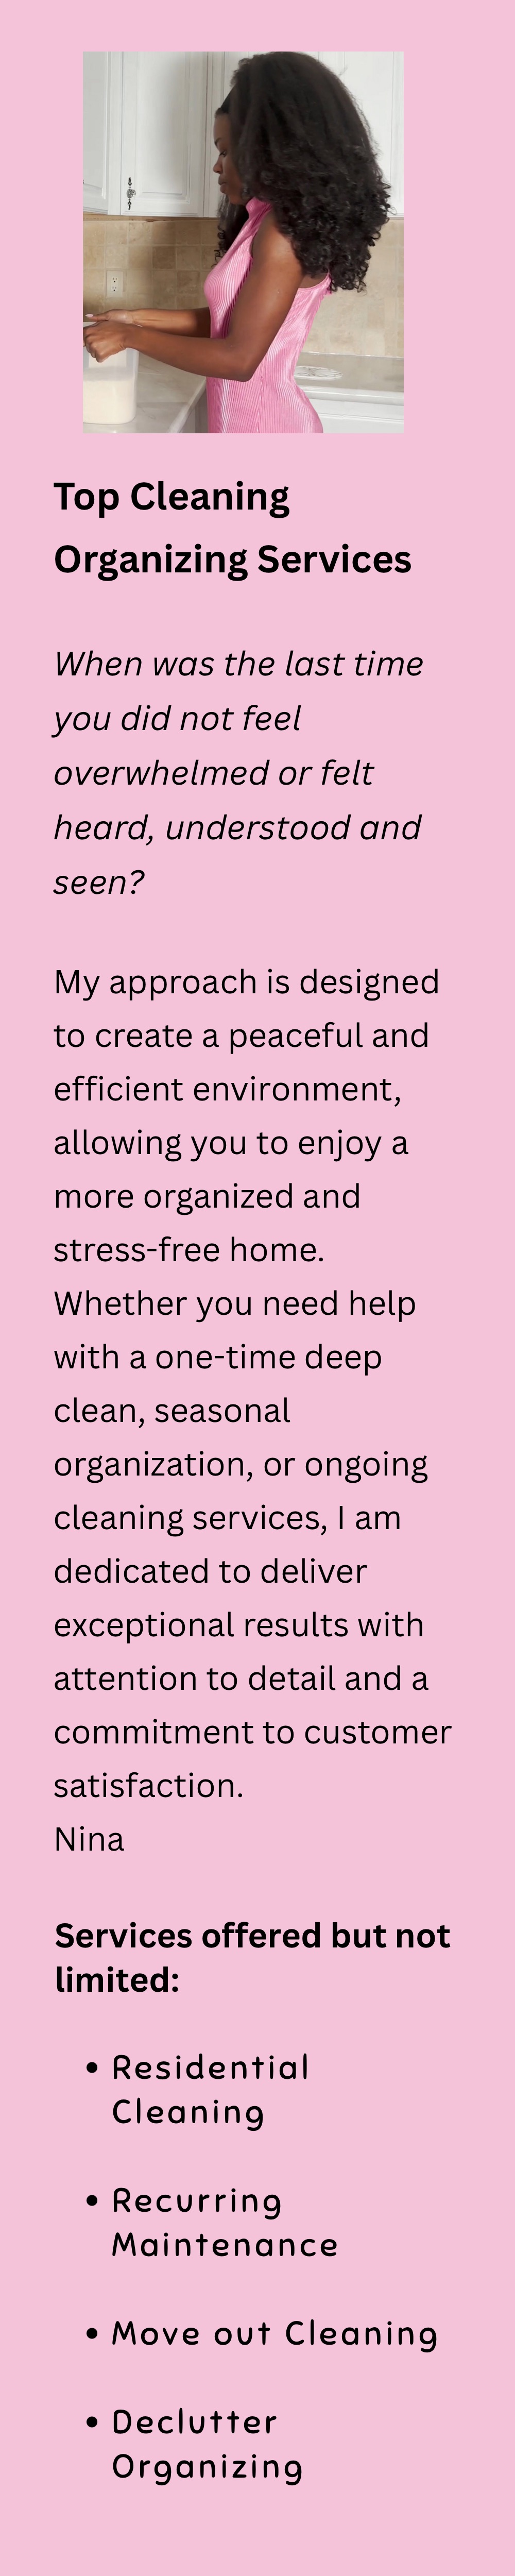 Top Cleaning
Organizing Services
When was the last time
you did not feel
overwhelmed or felt
heard, understood and
seen?
My approach is designed
to create a peaceful and
efficient environment,
allowing you to enjoy a
more organized and
stress-free home.
Whether you need help
with a one-time deep
clean, seasonal
organization, or ongoing
cleaning services, I am
dedicated to deliver
exceptional results with
attention to detail and a
commitment to customer
satisfaction.
Nina
Services offered but not
limited:
• Residential
Cleaning
• Recurring
Maintenance
• Move out Cleaning
• Declutter
Organizing